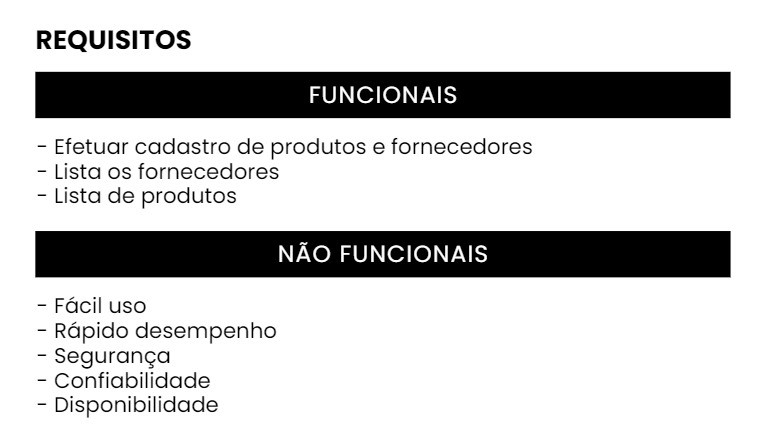 REQUISITOS
FUNCIONAIS
- Efetuar cadastro de produtos e fornecedores
- Lista os fornecedores
- Lista de produtos
NÃO FUNCIONAIS
- Fácil uso
- Rápido desempenho
- Segurança
- Confiabilidade
- Disponibilidade